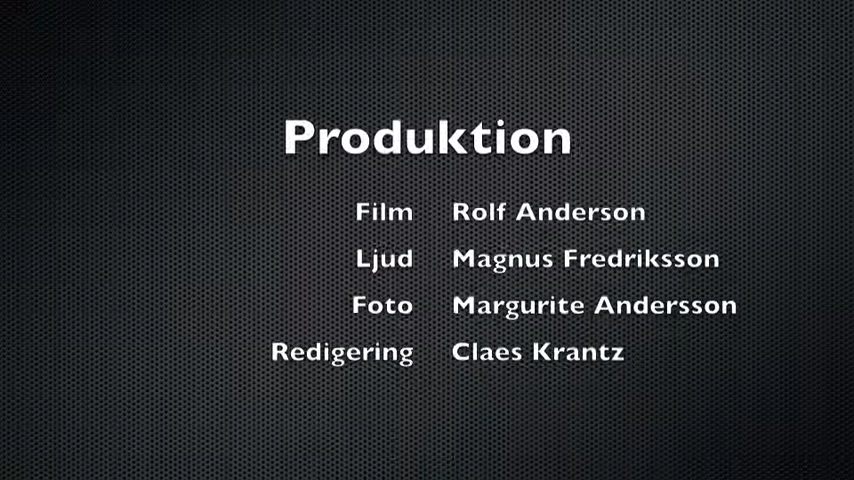 Produktion
Film Rolf Anderson
Ljud Magnus Fredriksson
Foto Margurite Andersson
Redigering Claes Krantz